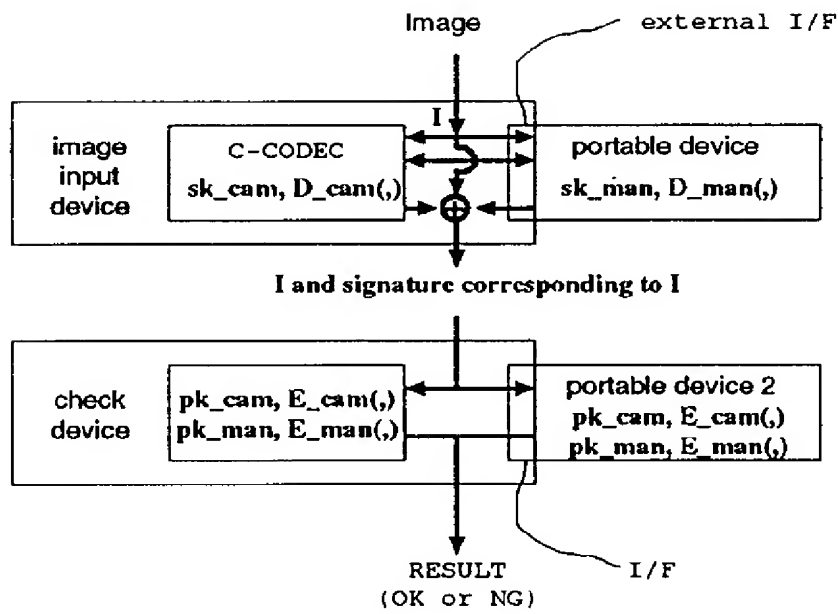 Image
external I/F
I
image
input
device
C-CODEC
sk_cam, D_cam(,)
portable device
sk_man, D_man(,)
I and signature corresponding to I
check
device
pk_cam, E_cam(,)
pk_man, E_man(,)
portable device 2
pk_cam, E_cam(,)
pk_man, E_man(,)
RESULT
(OK or NG)
I/F